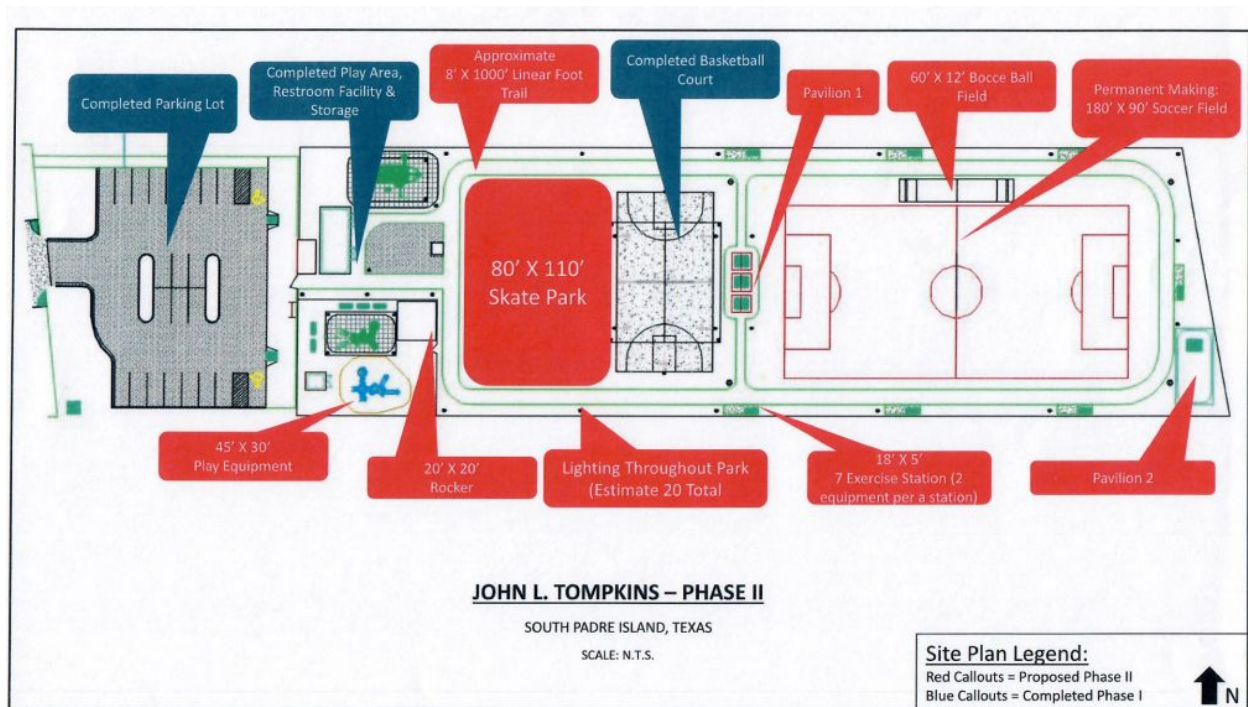 Completed Parking Lot
Completed Play Area,
Restroom Facility &
Storage
Approximate
8’ X 1000’ Linear Foot
Trail
Completed Basketball
Court
Pavilion 1
60’ X 12’ Bocce Ball
Field
Permanent Making:
180’ X 90’ Soccer Field
80’ X 110’
Skate Park
45’ X 30’
Play Equipment
20’ X 20’
Rocker
Lighting Throughout Park
(Estimate 20 Total
18’ X 5’
7 Exercise Station (2
equipment per a station)
Pavilion 2
JOHN L. TOMPKINS – PHASE II
SOUTH PADRE ISLAND, TEXAS
SCALE: N.T.S.
Site Plan Legend:
Red Callouts = Proposed Phase II
Blue Callouts = Completed Phase I
N